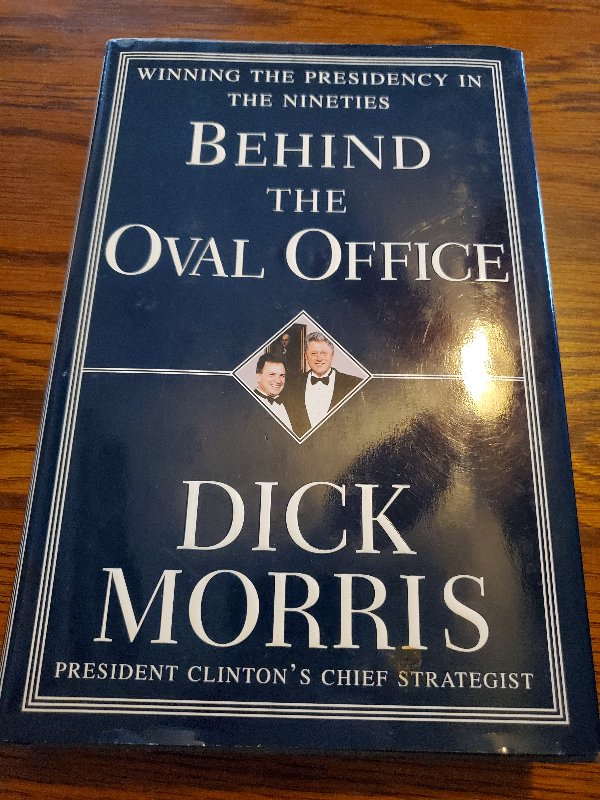 WINNING THE PRESIDENCY IN
THE NINETIES
BEHIND
THE
OVAL OFFICE
DICK
MORRIS
PRESIDENT CLINTON'S CHIEF STRATEGIST